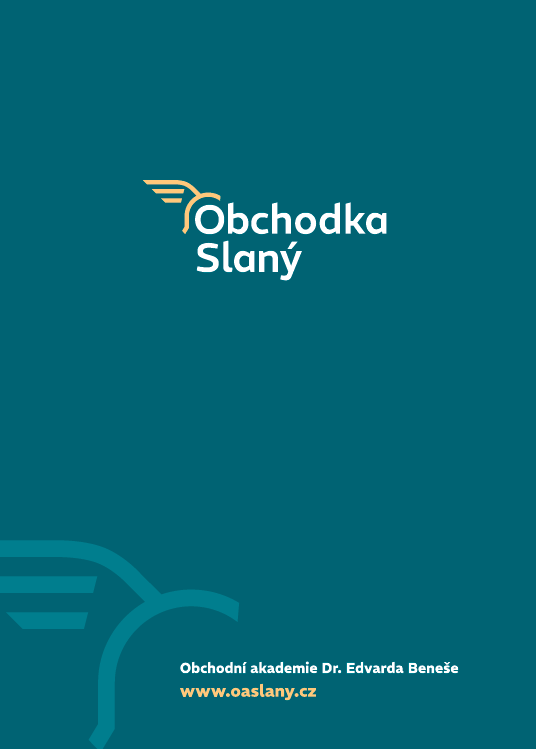 Obchodka
Slaný
Obchodní akademie Dr. Edvarda Beneše
www.oaslany.cz